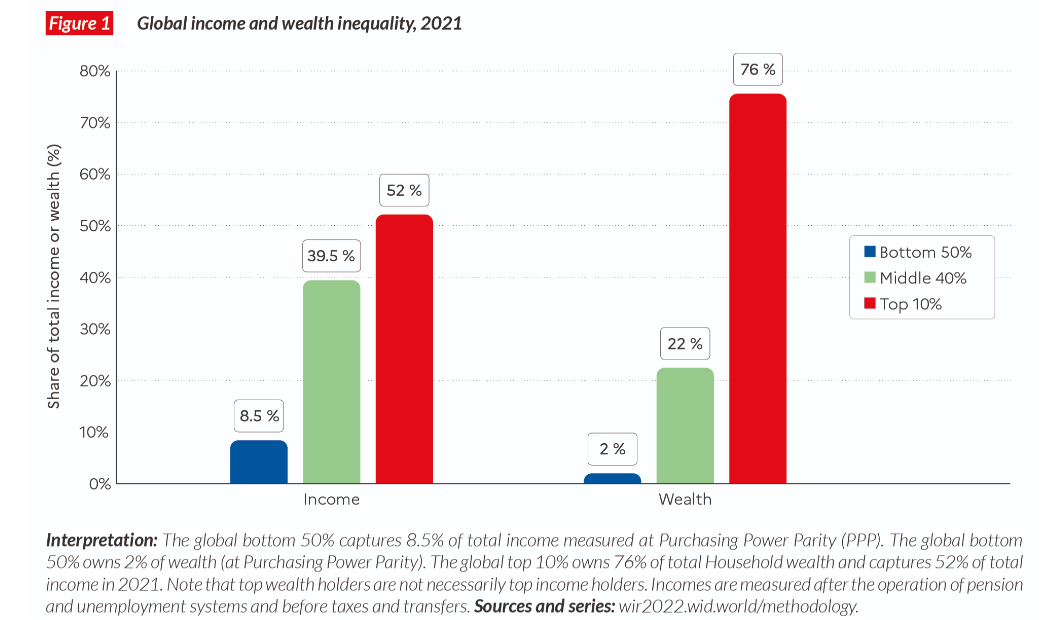 Figure 1 Global income and wealth inequality, 2021
Share of total income or wealth (%)
80%
70%
60%
50%
40%
30%
20%
10%
0%
8.5 %
39.5 %
52 %
2 %
22 %
76 %
Income
Wealth
Bottom 50%
Middle 40%
Top 10%
Interpretation: The global bottom 50% captures 8.5% of total income measured at Purchasing Power Parity (PPP). The global bottom
50% owns 2% of wealth (at Purchasing Power Parity). The global top 10% owns 76% of total Household wealth and captures 52% of total
income in 2021. Note that top wealth holders are not necessarily top income holders. Incomes are measured after the operation of pension
and unemployment systems and before taxes and transfers. Sources and series: wir2022.wid.world/methodology.